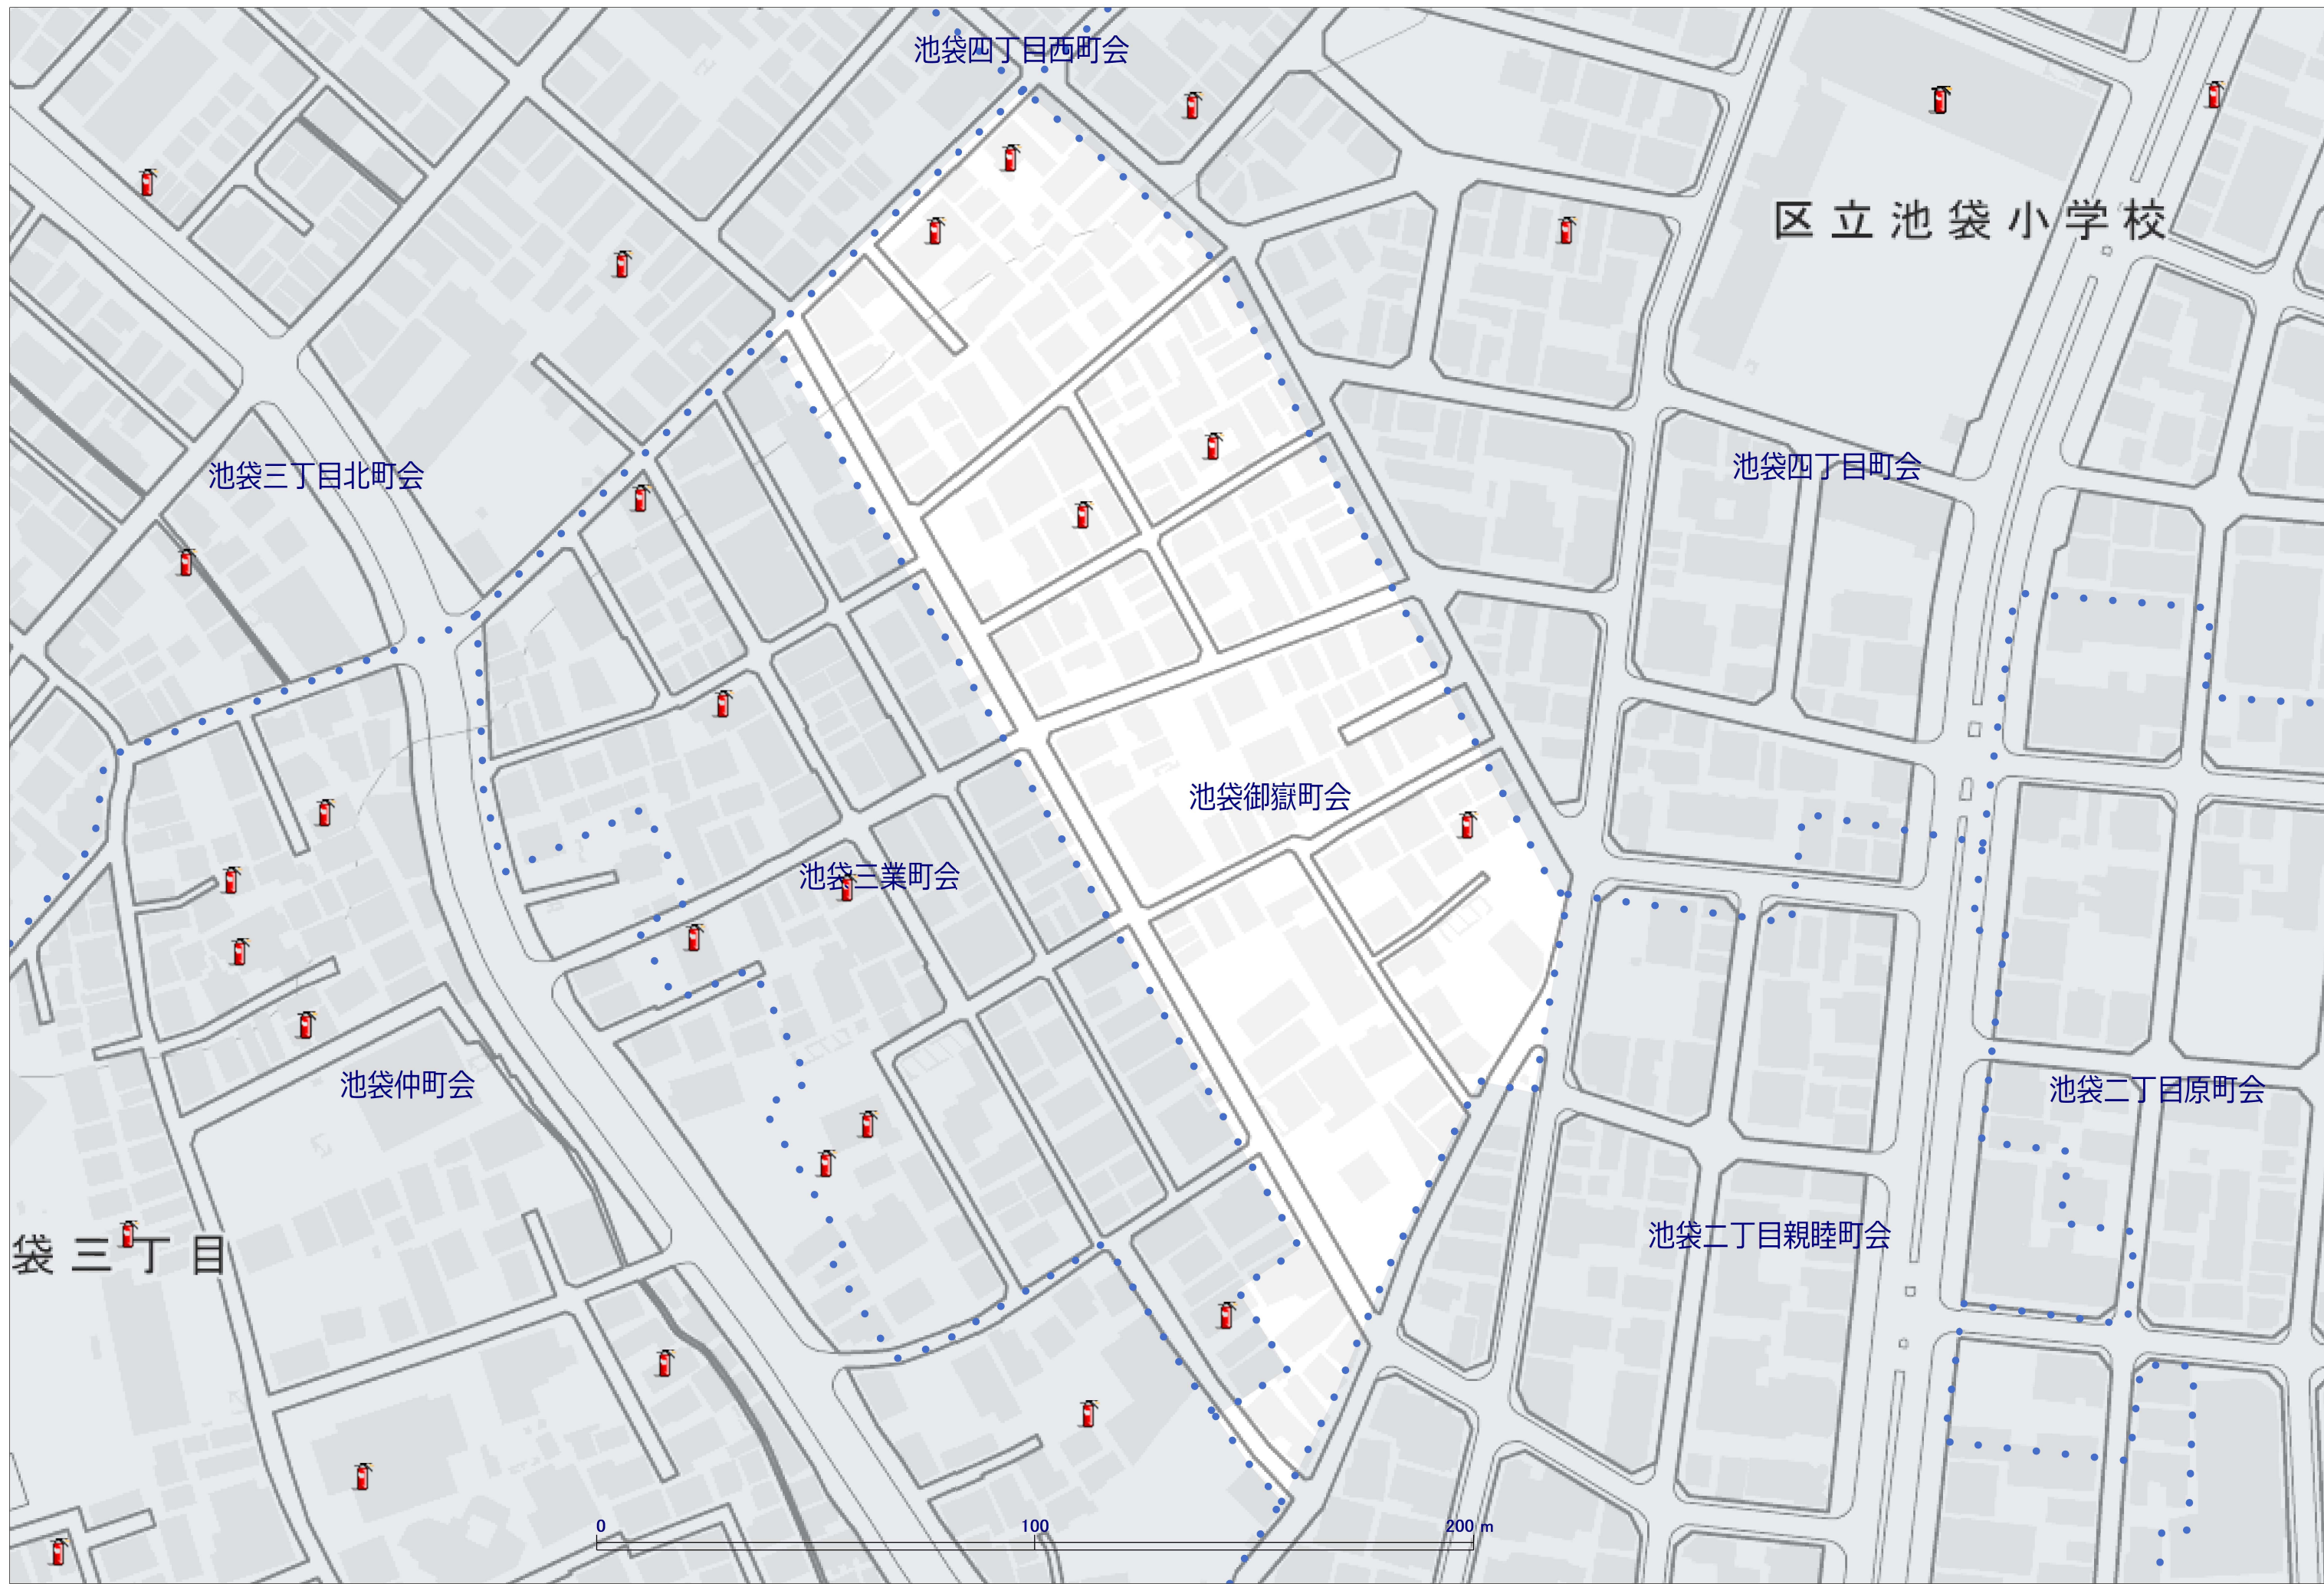 池袋四丁目西町会
区立池袋小学校
池袋三丁目北町会
池袋四丁目町会
池袋御嶽町会
池袋三業町会
池袋仲町会
池袋二丁目原町会
池袋二丁目親睦町会
袋三丁目
0 100 200 m